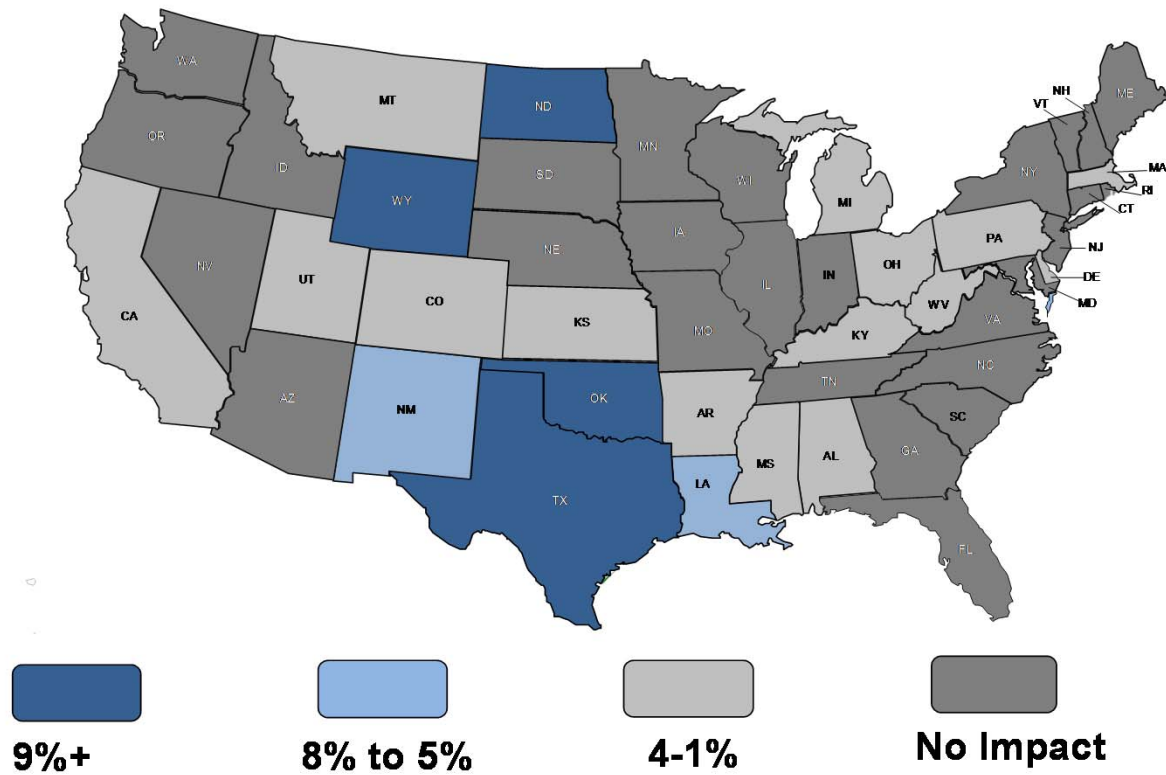 WA
MT
ND
MN
ME
NH
VT
OR
ID
SD
WI
NY
MA
RI
CT
WY
MI
IA
NE
PA
NJ
NV
UT
CO
IL
IN
OH
DE
MD
CA
KS
MO
WV
VA
KY
AZ
NM
OK
TN
NC
AR
SC
MS
AL
GA
LA
TX
FL
9%+
8% to 5%
4-1%
No Impact